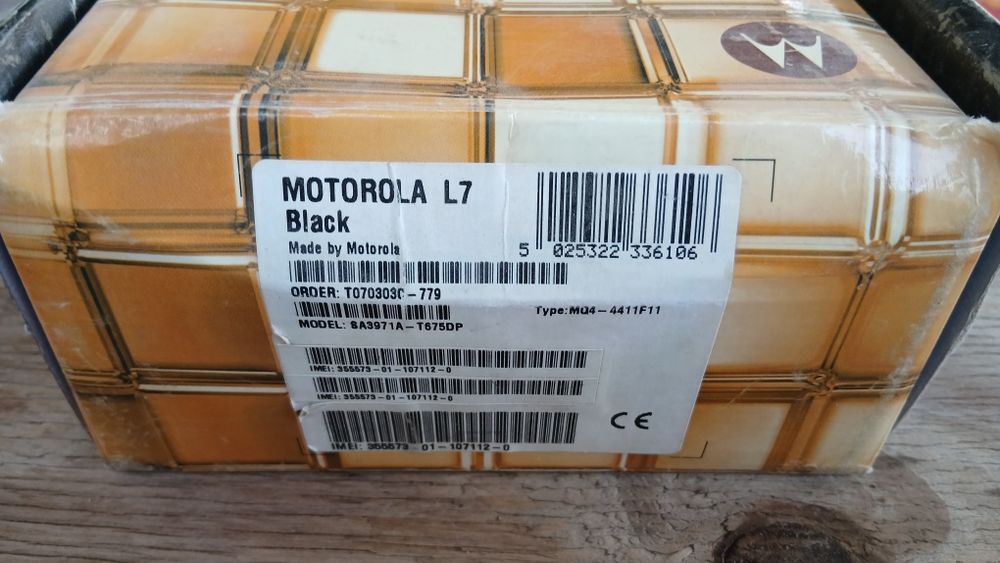 MOTOROLA L7
Black
Made by Motorola
5 025322 336106
ORDER: T070303C-779
Type:MQ4-4411F11
MODEL: SA3971A-T675DP
IMEI: 355573-01-107112-0
IMEI: 355573-01-107112-0
IMEI: 355573-01-107112-0
CE